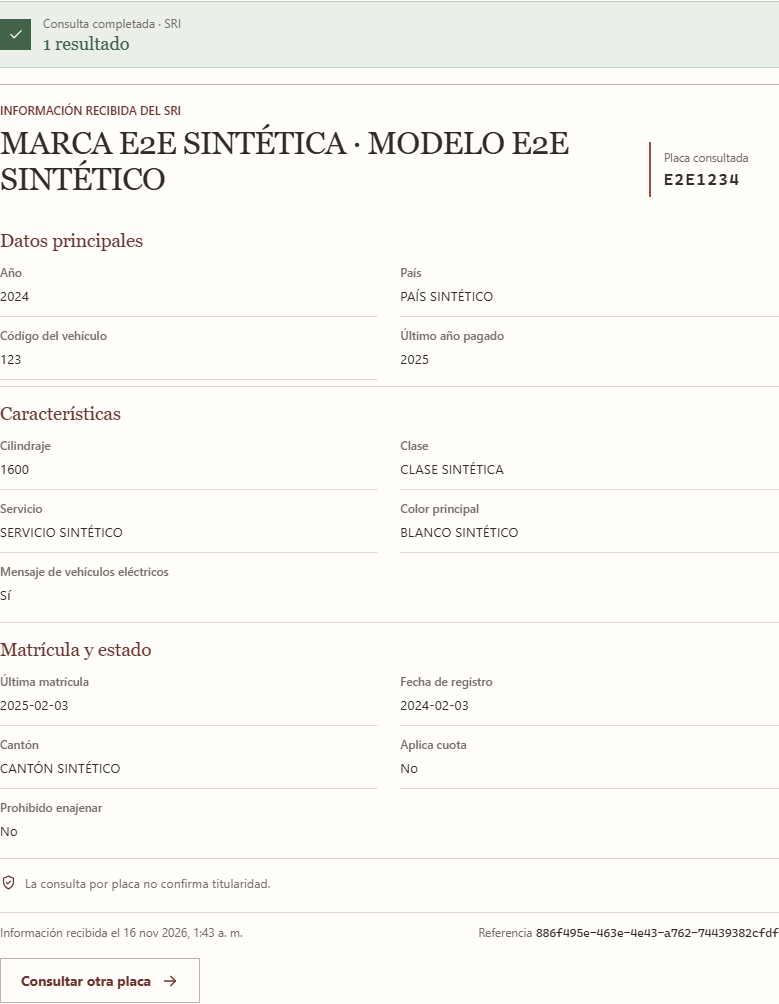 Consulta completada · SRI
1 resultado
INFORMACIÓN RECIBIDA DEL SRI
MARCA E2E SINTÉTICA · MODELO E2E
SINTÉTICO
Placa consultada
E2E1234
Datos principales
Año
2024
País
PAÍS SINTÉTICO
Código del vehículo
123
Último año pagado
2025
Características
Cilindraje
1600
Clase
CLASE SINTÉTICA
Servicio
SERVICIO SINTÉTICO
Color principal
BLANCO SINTÉTICO
Mensaje de vehículos eléctricos
Sí
Matrícula y estado
Última matrícula
2025-02-03
Fecha de registro
2024-02-03
Cantón
CANTÓN SINTÉTICO
Aplica cuota
No
Prohibido enajenar
No
La consulta por placa no confirma titularidad.
Información recibida el 16 nov 2026, 1:43 a. m.
Referencia 886f495e-463e-4e43-a762-74439382cfdf
Consultar otra placa →